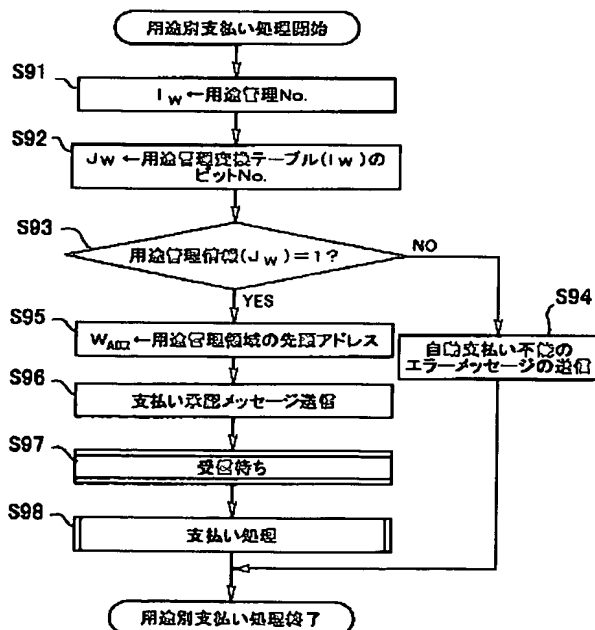 用途別支払い処理開始
S91
IW ←用途管理No.
S92
JW ←用途管理変換テーブル(IW)の
ビットNo.
S93
用途管理情報(JW)=1?
NO
YES
S94
自動支払い不能の
エラーメッセージの送信
S95
WADR ←用途管理領域の先頭アドレス
S96
支払い承認メッセージ送信
S97
受信待ち
S98
支払い処理
用途別支払い処理終了